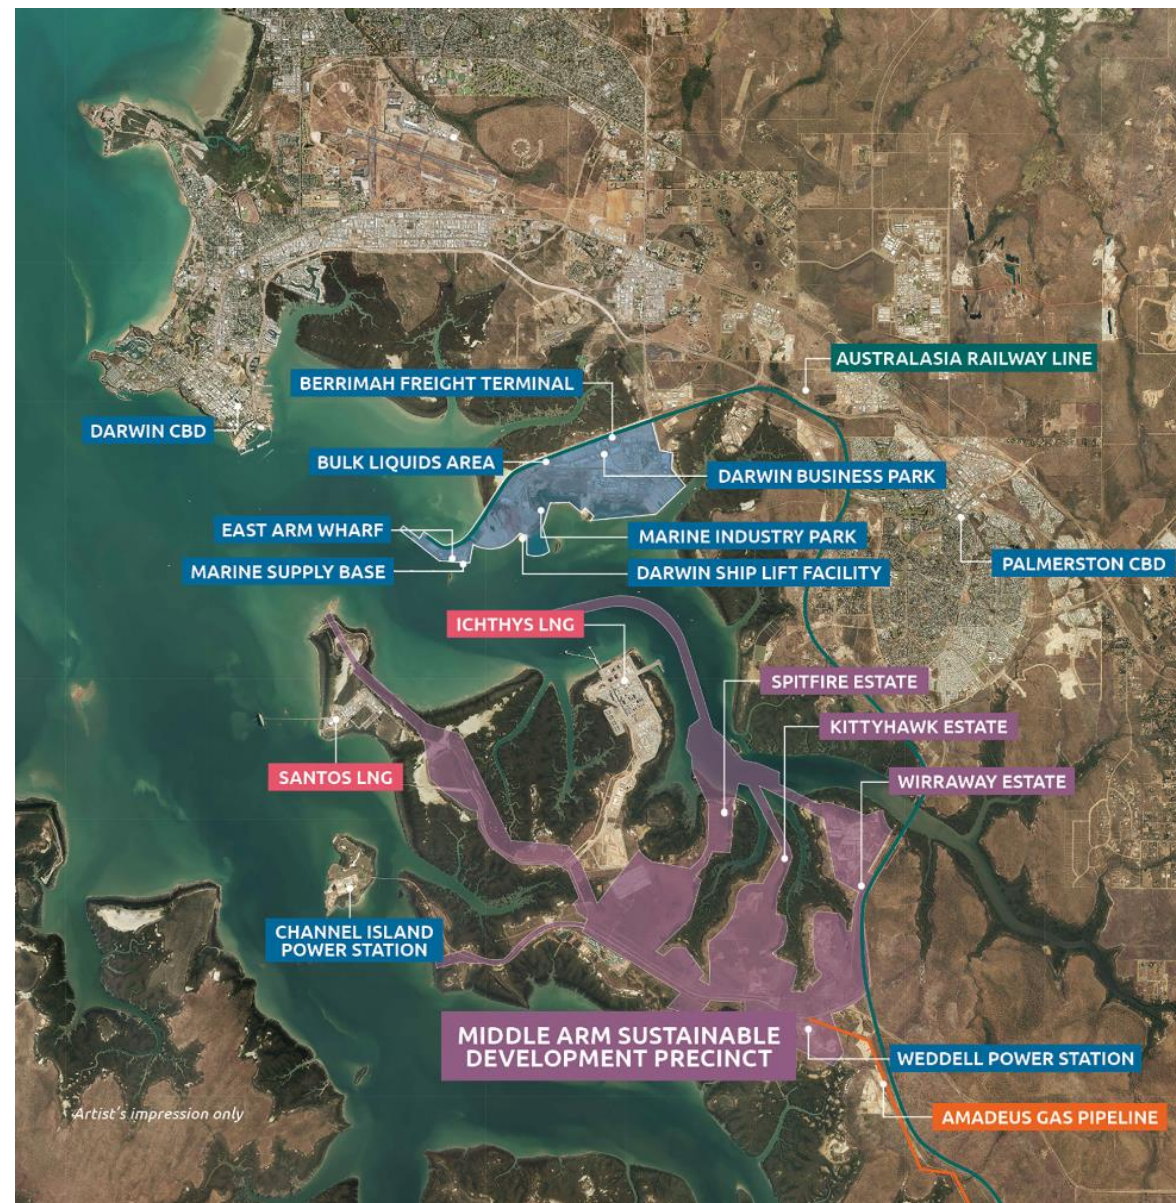 AUSTRALASIA RAILWAY LINE
BERRIMAH FREIGHT TERMINAL
DARWIN CBD
BULK LIQUIDS AREA
DARWIN BUSINESS PARK
EAST ARM WHARF
MARINE INDUSTRY PARK
PALMERSTON CBD
MARINE SUPPLY BASE
DARWIN SHIP LIFT FACILITY
ICHTHYS LNG
SPITFIRE ESTATE
KITTYHAWK ESTATE
SANTOS LNG
WIRRAWAY ESTATE
CHANNEL ISLAND
POWER STATION
MIDDLE ARM SUSTAINABLE
DEVELOPMENT PRECINCT
WEDDELL POWER STATION
Artist's impression only
AMADEUS GAS PIPELINE